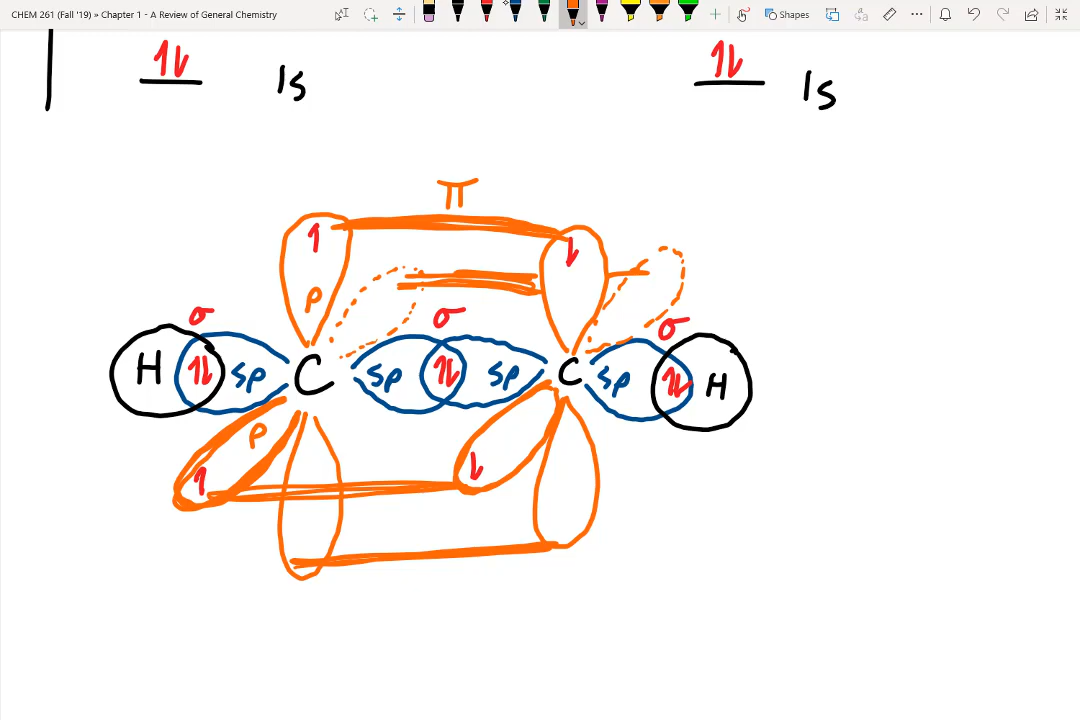 CHEM 261 (Fall '19) » Chapter 1 - A Review of General Chemistry
Shapes
1s 1s
π
p
σ σ σ
H sp C sp sp C sp H
p